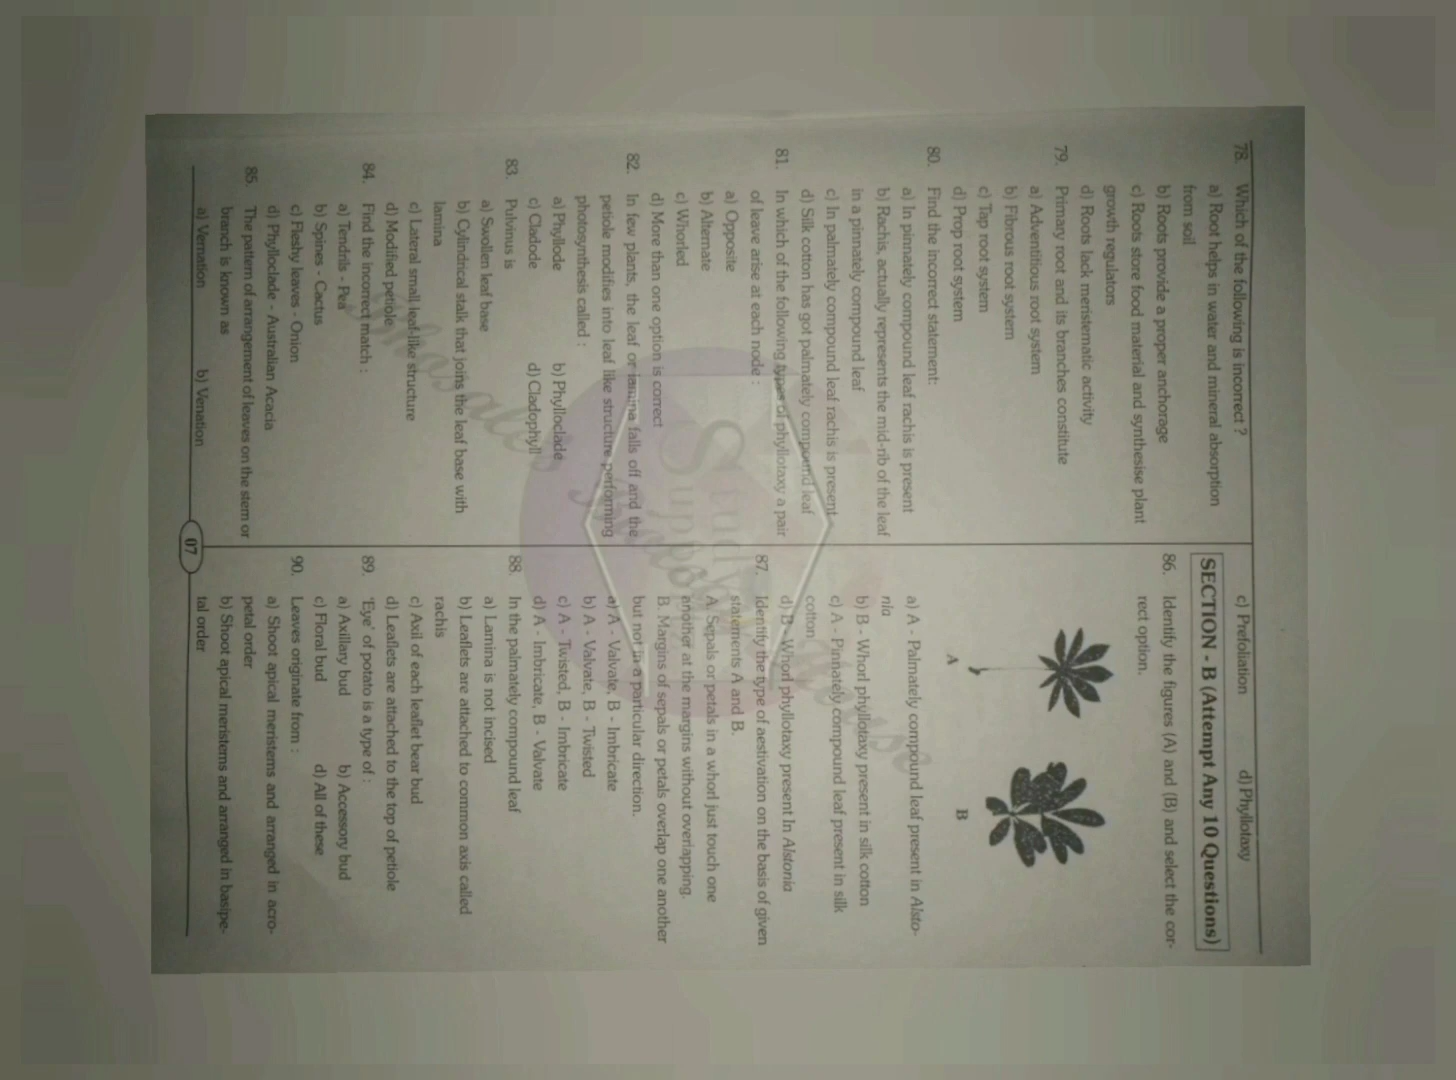 78. Which of the following is incorrect ?
a) Root helps in water and mineral absorption
from soil
b) Roots provide a proper anchorage
c) Roots store food material and synthesise plant
growth regulators
d) Roots lack meristematic activity
79. Primary root and its branches constitute
a) Adventitious root system
b) Fibrous root system
c) Tap root system
d) Prop root system
80. Find the incorrect statement:
a) In pinnately compound leaf rachis is present
b) Rachis, actually represents the mid-rib of the leaf
in a pinnately compound leaf
c) In palmately compound leaf rachis is present
d) Silk cotton has got palmately compound leaf
81. In which of the following types of phyllotaxy a pair
of leave arise at each node :
a) Opposite
b) Alternate
c) Whorled
d) More than one option is correct
82. In few plants, the leaf or lamina falls off and the
petiole modifies into leaf like structure performing
photosynthesis called :
a) Phyllode b) Phylloclade
c) Cladode d) Cladophyll
83. Pulvinus is
a) Swollen leaf base
b) Cylindrical stalk that joins the leaf base with
lamina
c) Lateral small leaf-like structure
d) Modified petiole
84. Find the incorrect match :
a) Tendrils - Pea
b) Spines - Cactus
c) Fleshy leaves - Onion
d) Phylloclade - Australian Acacia
85. The pattern of arrangement of leaves on the stem or
branch is known as
a) Vernation b) Venation
c) Prefoliation d) Phyllotaxy
SECTION - B (Attempt Any 10 Questions)
86. Identify the figures (A) and (B) and select the cor-
rect option.
A B
a) A - Palmately compound leaf present in Alsto-
nia
b) B - Whorl phyllotaxy present in silk cotton
c) A - Pinnately compound leaf present in silk
cotton
d) B - Whorl phyllotaxy present In Alstonia
87. Identify the type of aestivation on the basis of given
statements A and B.
A. Sepals or petals in a whorl just touch one
another at the margins without overlapping.
B. Margins of sepals or petals overlap one another
but not in a particular direction.
a) A - Valvate, B - Imbricate
b) A - Valvate, B - Twisted
c) A - Twisted, B - Imbricate
d) A - Imbricate, B - Valvate
88. In the palmately compound leaf
a) Lamina is not incised
b) Leaflets are attached to common axis called
rachis
c) Axil of each leaflet bear bud
d) Leaflets are attached to the top of petiole
89. 'Eye' of potato is a type of :
a) Axillary bud b) Accessory bud
c) Floral bud d) All of these
90. Leaves originate from :
a) Shoot apical meristems and arranged in acro-
petal order
b) Shoot apical meristems and arranged in basipe-
tal order
07